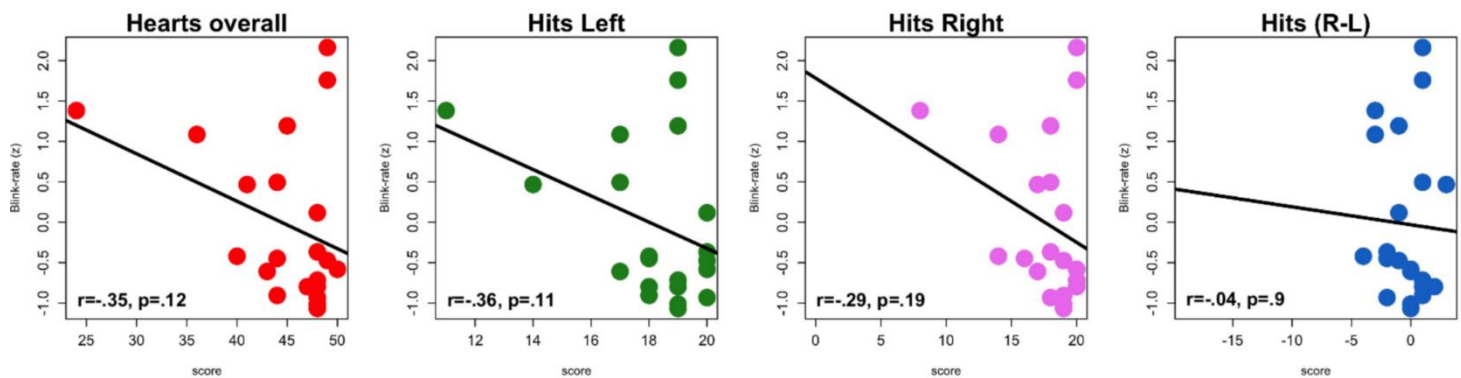 Hearts overall
Blink-rate (z)
2.0
1.5
1.0
0.5
0.0
-0.5
-1.0
r=-.35, p=.12
25 30 35 40 45 50
score
Hits Left
Blink-rate (z)
2.0
1.5
1.0
0.5
0.0
-0.5
-1.0
r=-.36, p=.11
12 14 16 18 20
score
Hits Right
Blink-rate (z)
2.0
1.5
1.0
0.5
0.0
-0.5
-1.0
r=-.29, p=.19
0 5 10 15 20
score
Hits (R-L)
Blink-rate (z)
2.0
1.5
1.0
0.5
0.0
-0.5
-1.0
r=-.04, p=.9
-15 -10 -5 0
score